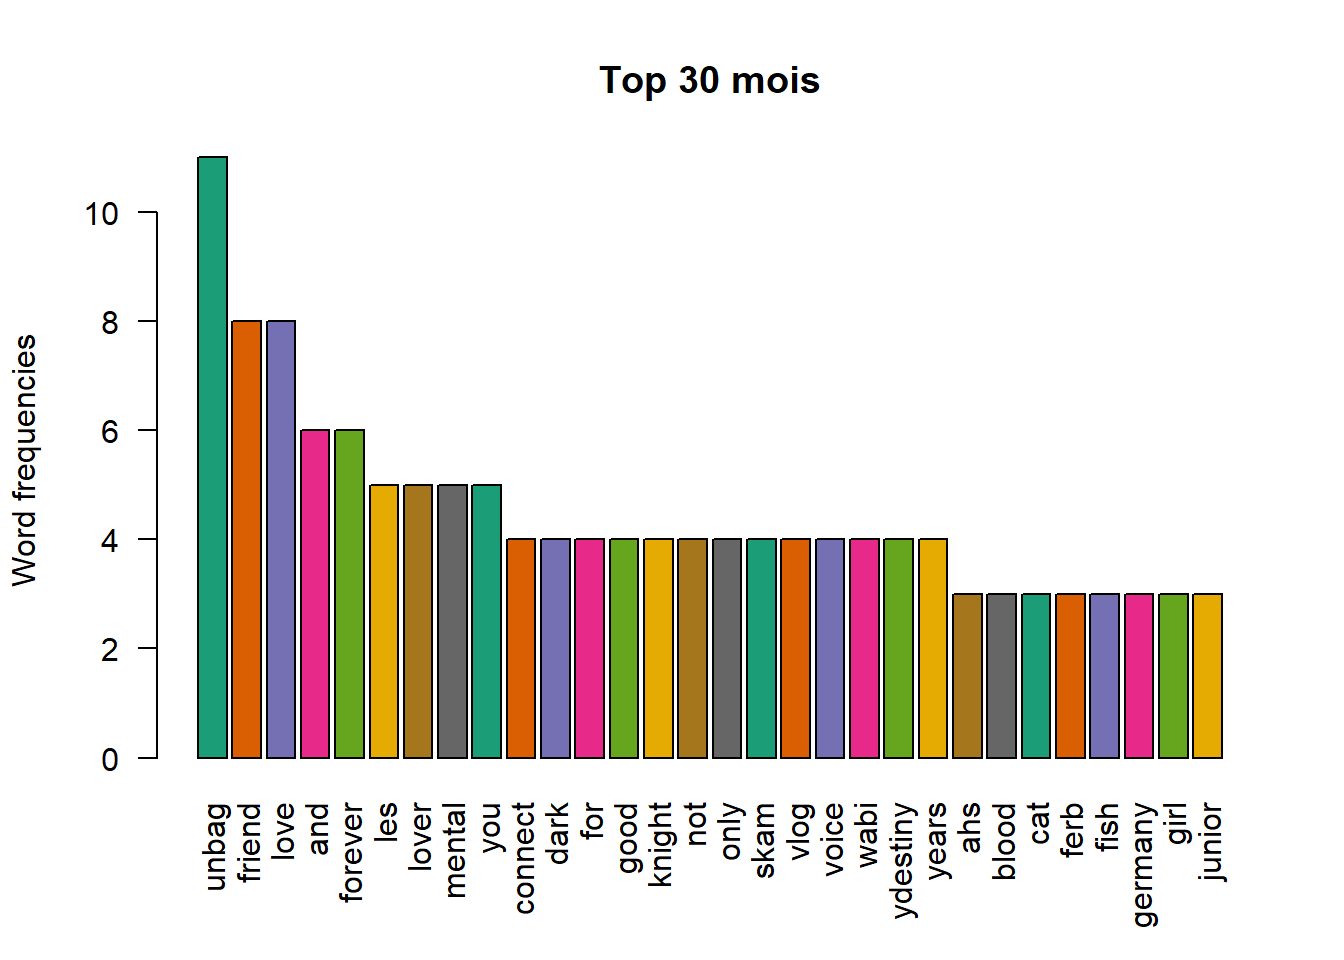 Top 30 mois
Word frequencies
10
8
6
4
2
0
unbag
friend
love
and
forever
les
lover
mental
you
connect
dark
for
good
knight
not
only
skam
vlog
voice
wabi
ydestiny
years
ahs
blood
cat
ferb
fish
germany
girl
junior